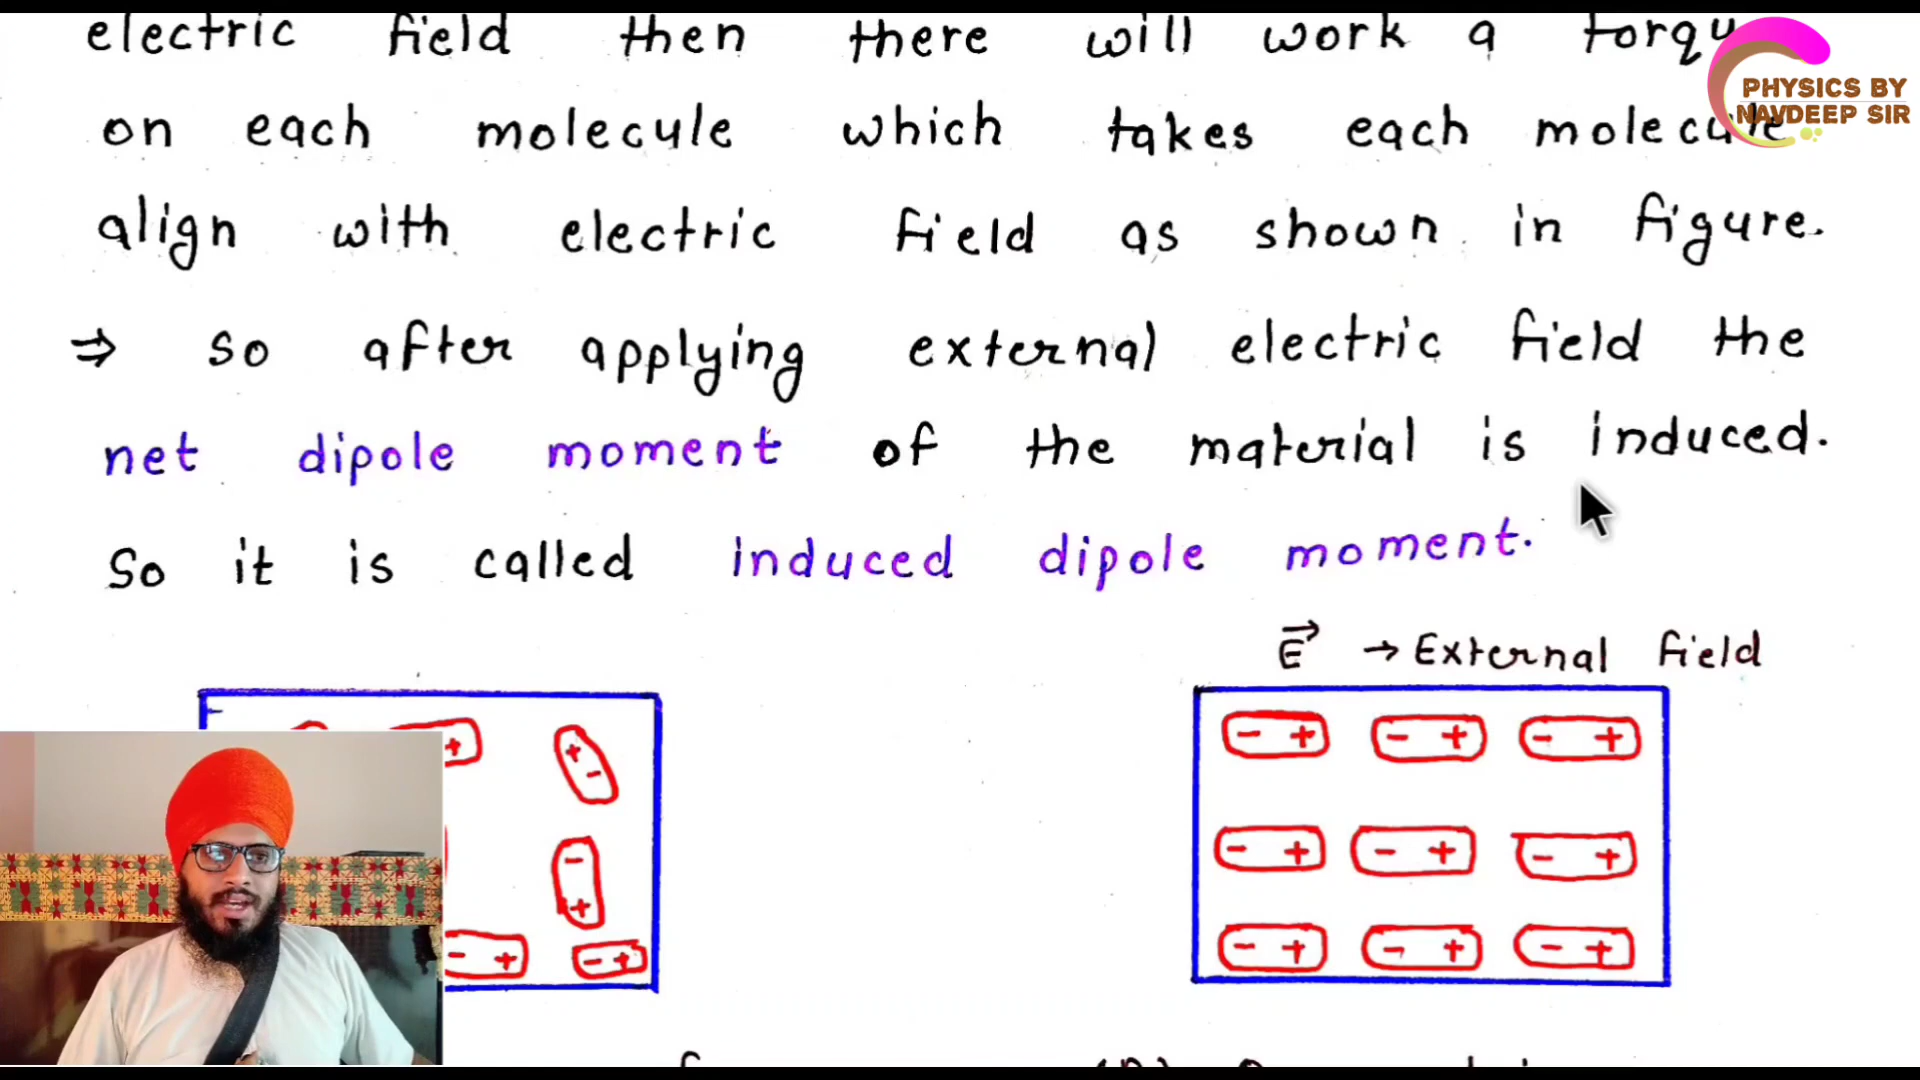 electric field then there will work a torqu
PHYSICS BY
NAVDEEP SIR
on each molecule which takes each molecule
align with electric field as shown in figure.
⇒ so after applying external electric field the
net dipole moment of the material is induced.
So it is called induced dipole moment.
E⃗ → External field
- + - + - +
- + - + - +
- + - + - +
+ + -
- +
- + - +